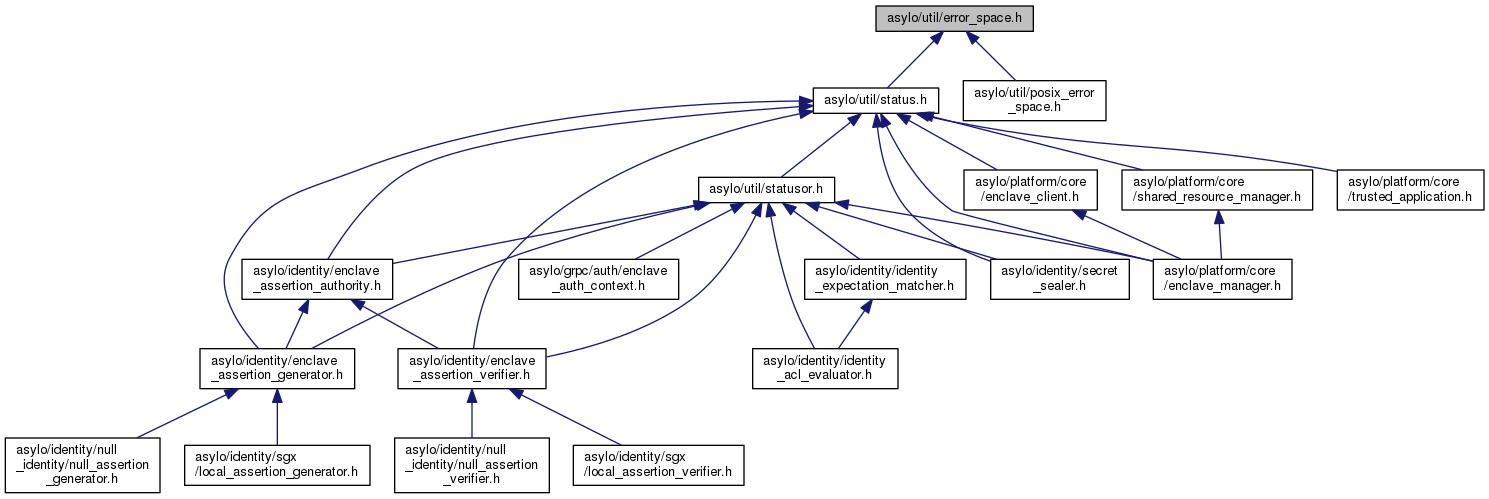 asylo/util/error_space.h
asylo/util/status.h
asylo/util/posix_error
_space.h
asylo/util/statusor.h
asylo/platform/core
/enclave_client.h
asylo/platform/core
/shared_resource_manager.h
asylo/platform/core
/trusted_application.h
asylo/identity/enclave
_assertion_authority.h
asylo/grpc/auth/enclave
_auth_context.h
asylo/identity/identity
_expectation_matcher.h
asylo/identity/secret
_sealer.h
asylo/platform/core
/enclave_manager.h
asylo/identity/enclave
_assertion_generator.h
asylo/identity/enclave
_assertion_verifier.h
asylo/identity/identity
_acl_evaluator.h
asylo/identity/null
_identity/null_assertion
_generator.h
asylo/identity/sgx
/local_assertion_generator.h
asylo/identity/null
_identity/null_assertion
_verifier.h
asylo/identity/sgx
/local_assertion_verifier.h